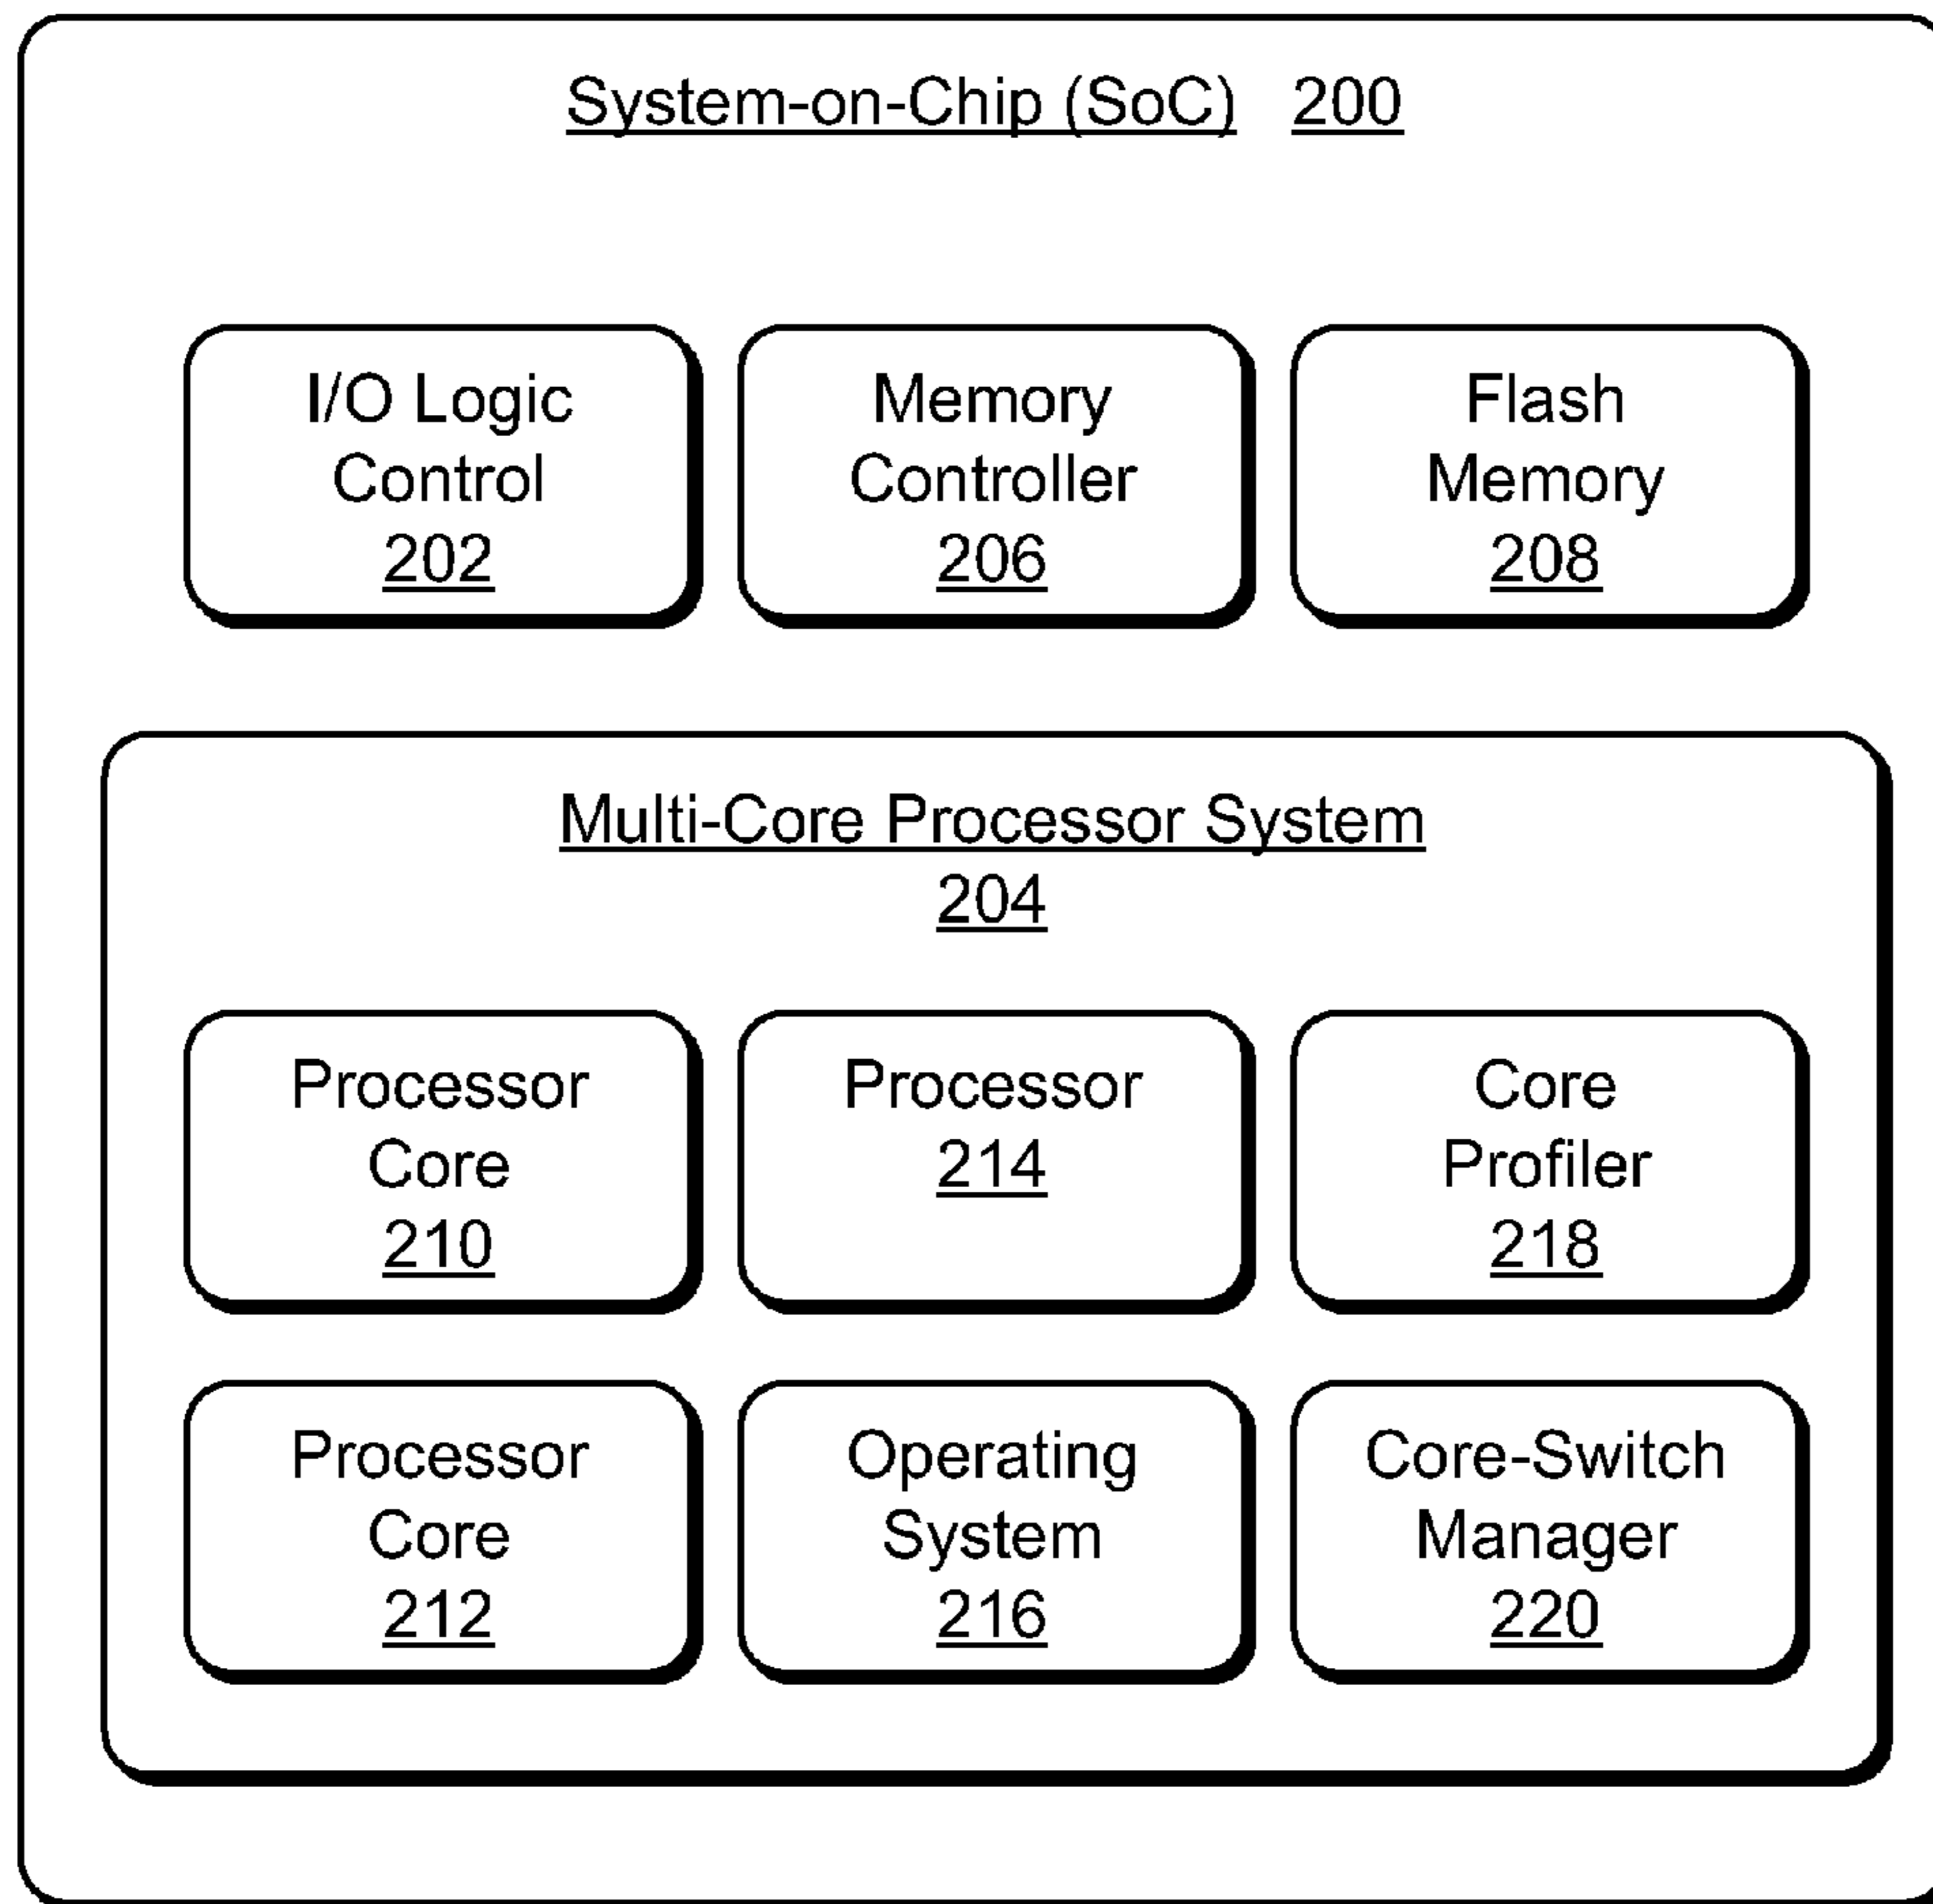 System-on-Chip (SoC) 200
I/O Logic
Control
202
Memory
Controller
206
Flash
Memory
208
Multi-Core Processor System
204
Processor
Core
210
Processor
214
Core
Profiler
218
Processor
Core
212
Operating
System
216
Core-Switch
Manager
220